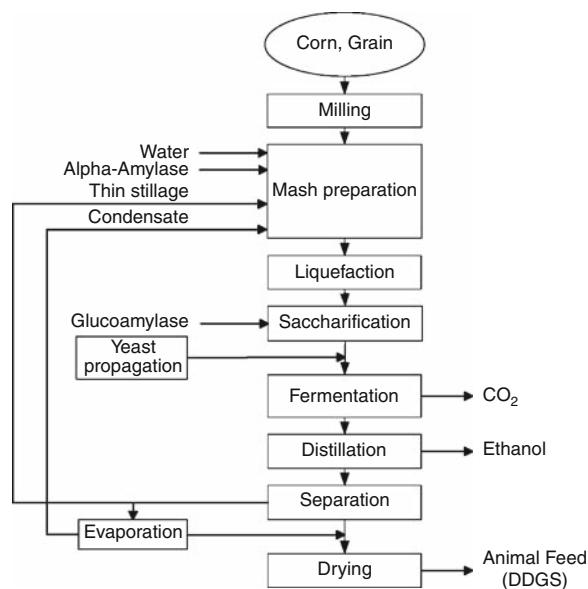 Corn, Grain
Milling
Water
Alpha-Amylase
Thin stillage
Mash preparation
Condensate
Liquefaction
Glucoamylase
Saccharification
Yeast
propagation
Fermentation
CO₂
Distillation
Ethanol
Separation
Evaporation
Drying
Animal Feed
(DDGS)